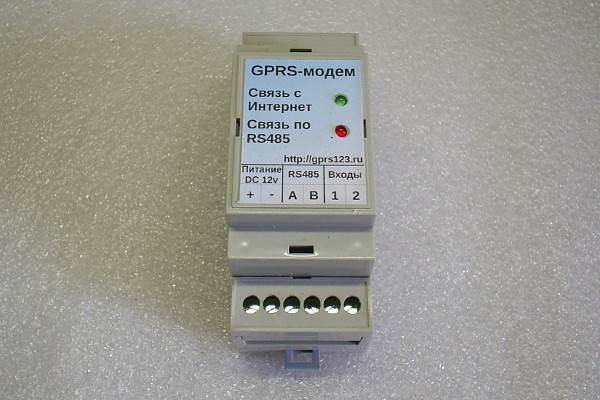 GPRS-модем
Связь с
Интернет
Связь по
RS485
http://gprs123.ru
Питание RS485 Входы
DC 12v
+ - A B 1 2